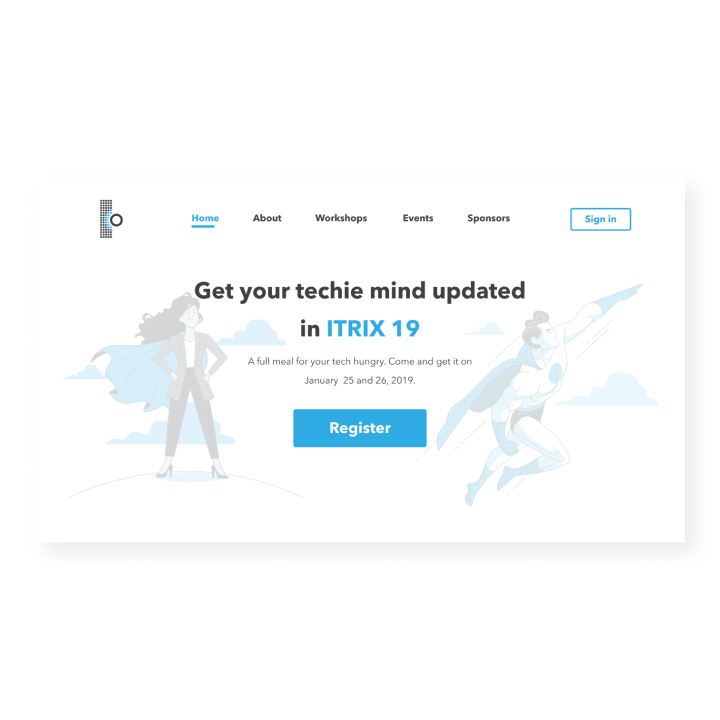 Home About Workshops Events Sponsors Sign in
Get your techie mind updated
in ITRIX 19
A full meal for your tech hungry. Come and get it on
January 25 and 26, 2019.
Register